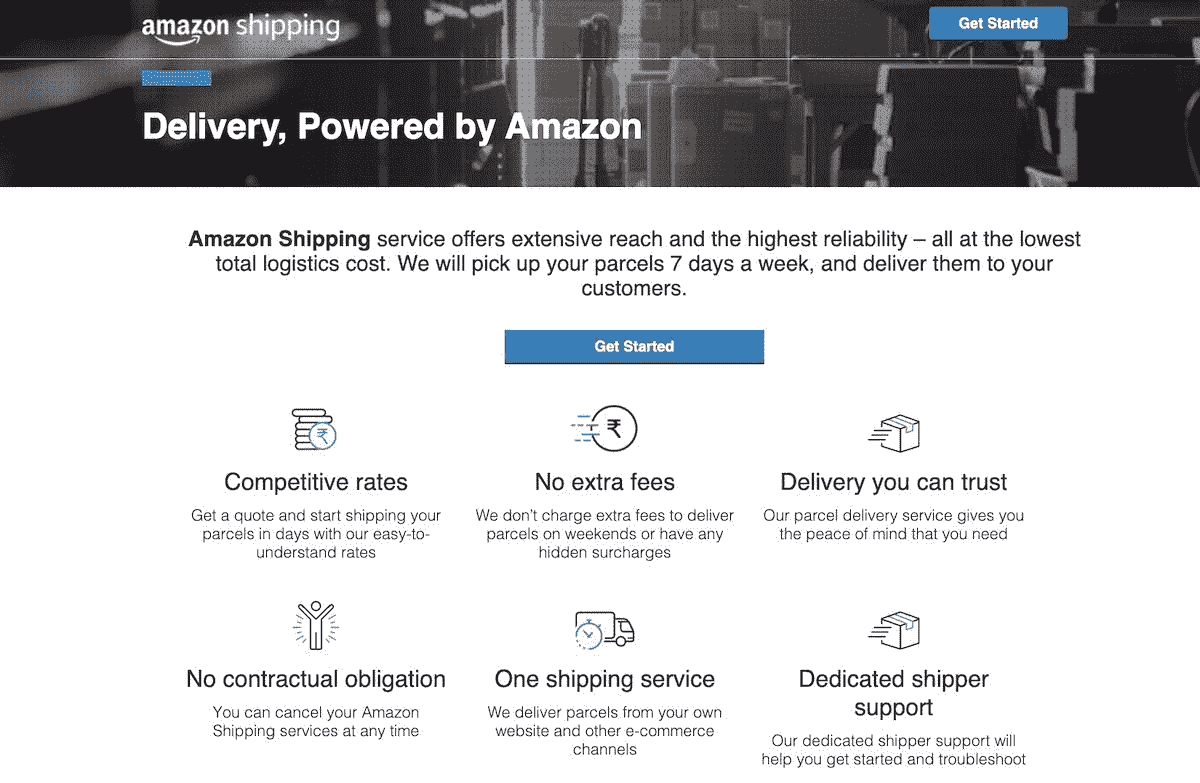 amazon shipping
Get Started
Delivery, Powered by Amazon
Amazon Shipping service offers extensive reach and the highest reliability – all at the lowest
total logistics cost. We will pick up your parcels 7 days a week, and deliver them to your
customers.
Get Started
₹
₹
Competitive rates
Get a quote and start shipping your
parcels in days with our easy-to-
understand rates
No extra fees
We don't charge extra fees to deliver
parcels on weekends or have any
hidden surcharges
Delivery you can trust
Our parcel delivery service gives you
the peace of mind that you need
No contractual obligation
You can cancel your Amazon
Shipping services at any time
One shipping service
We deliver parcels from your own
website and other e-commerce
channels
Dedicated shipper
support
Our dedicated shipper support will
help you get started and troubleshoot